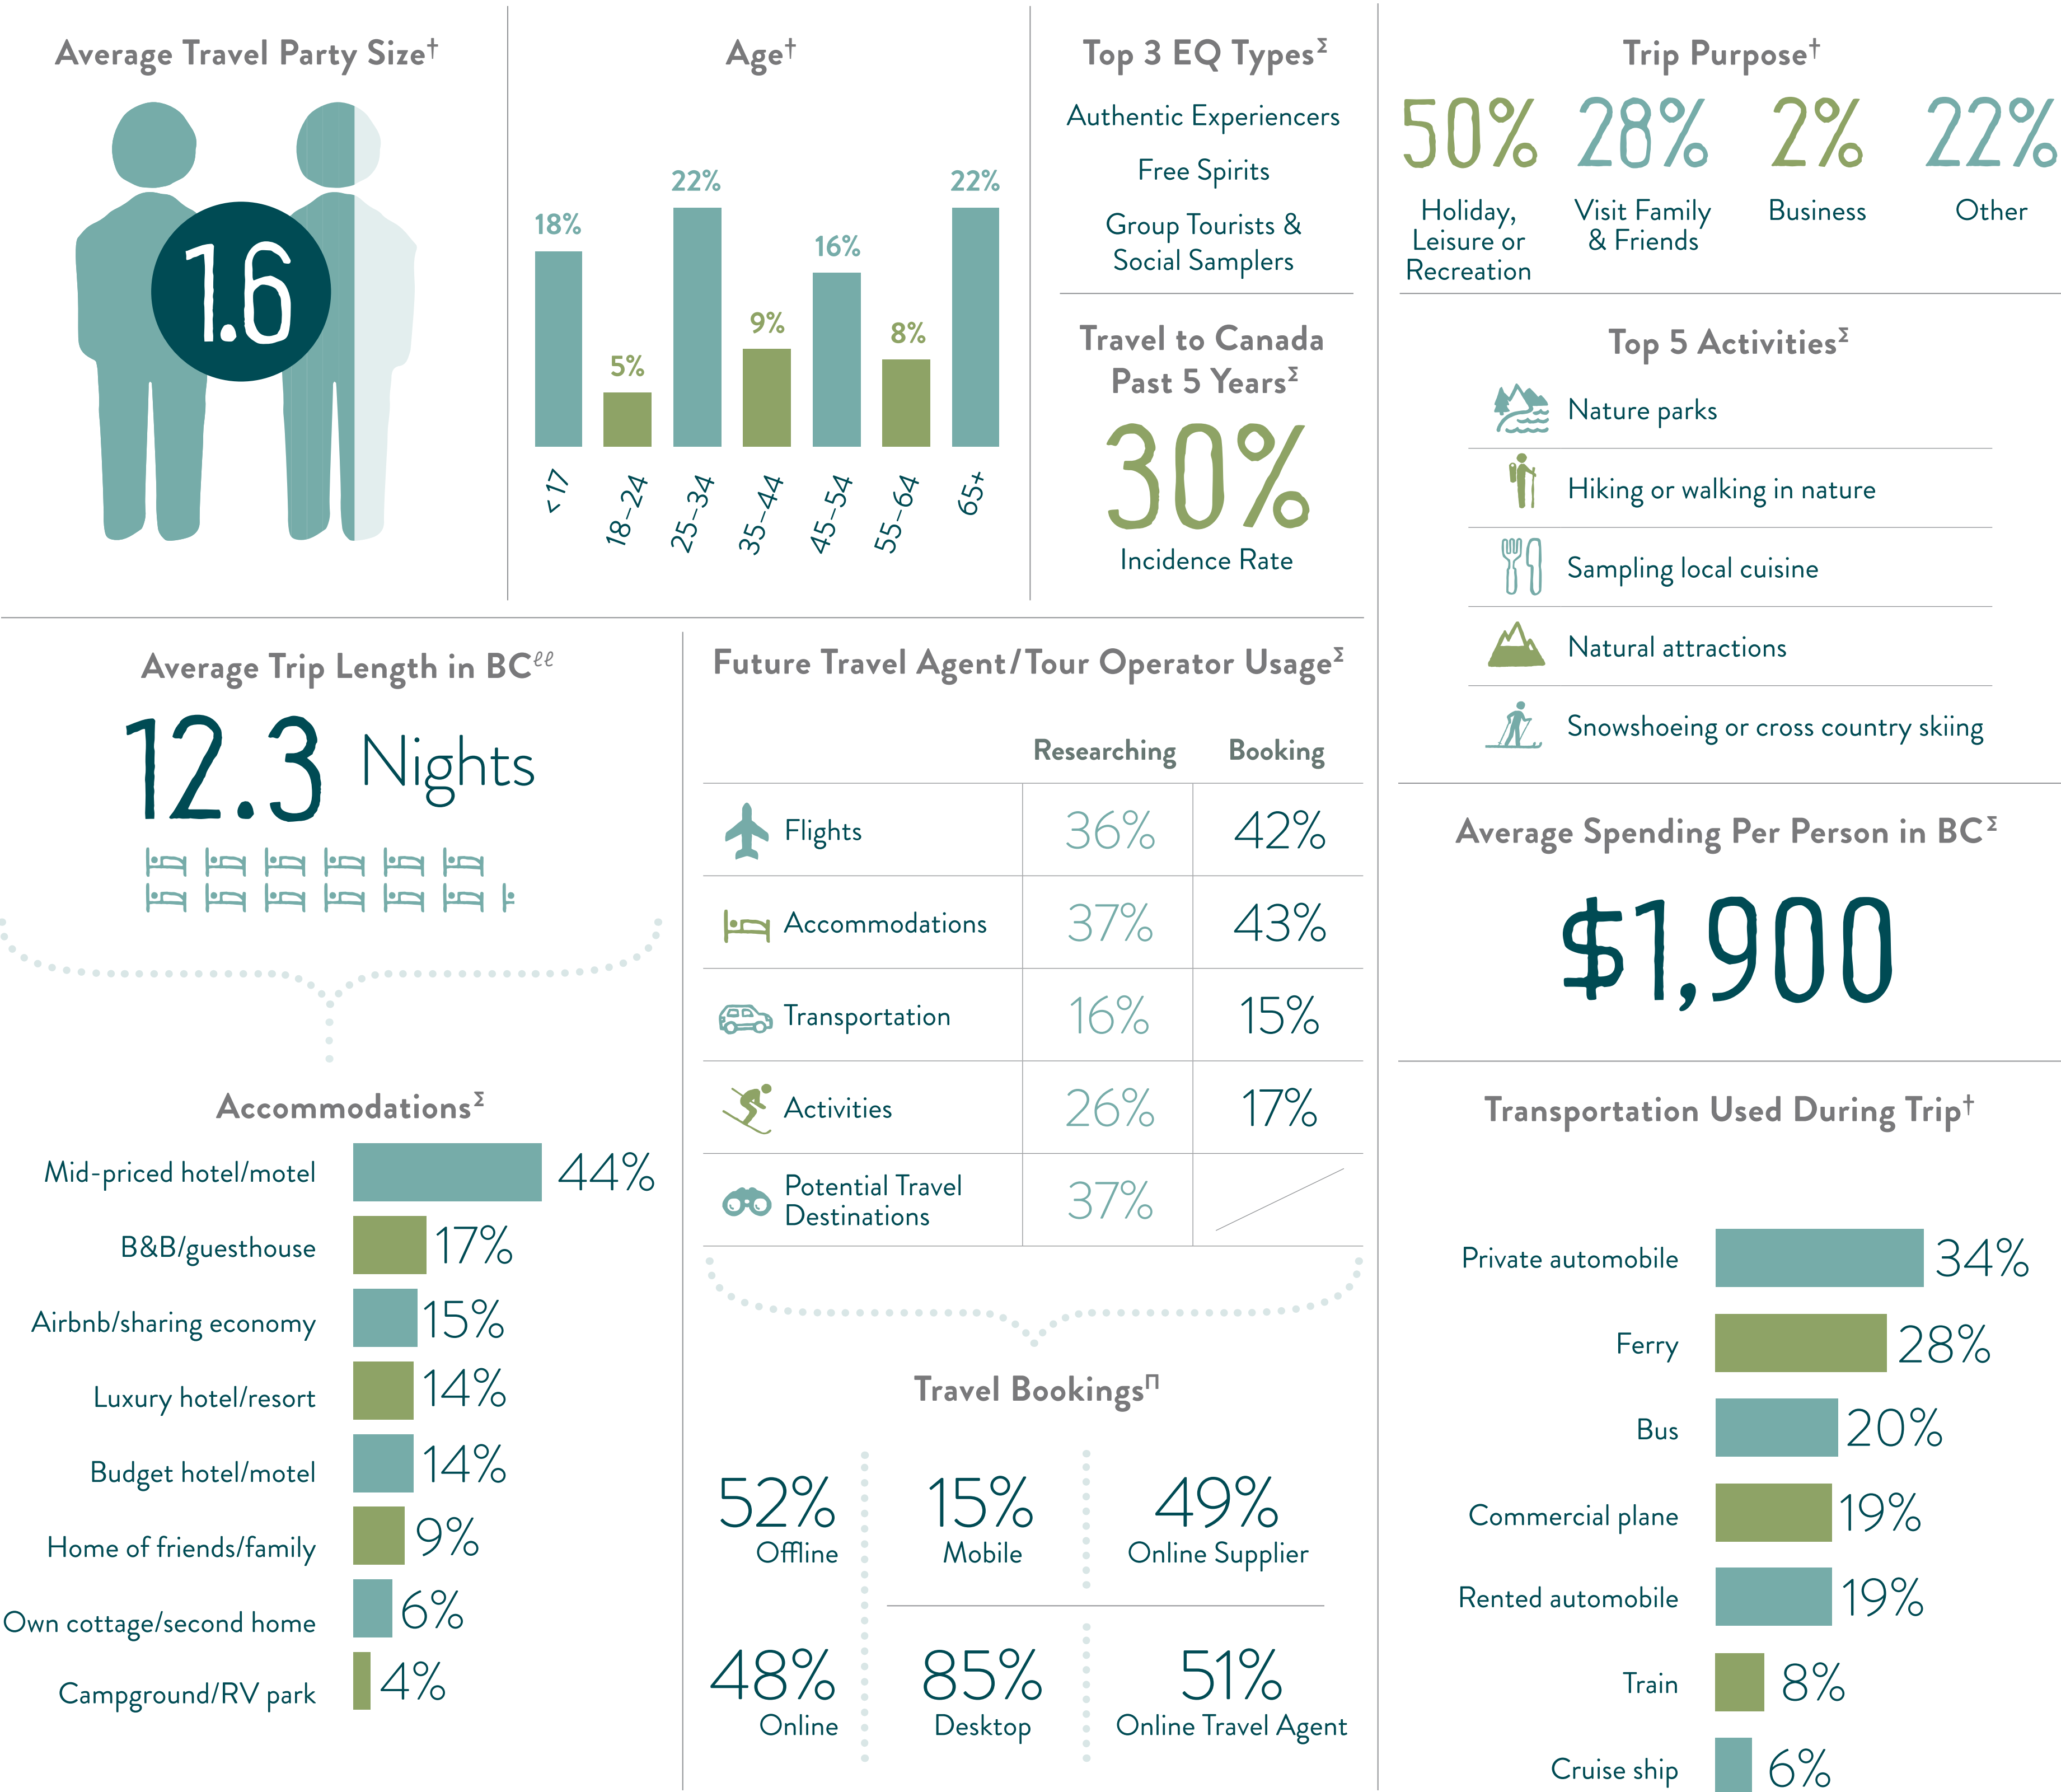 Average Travel Party Size†
1.6
Age†
18%
5%
22%
9%
16%
8%
22%
<17
18–24
25–34
35–44
45–54
55–64
65+
Top 3 EQ Types Σ
Authentic Experiencers
Free Spirits
Group Tourists &
Social Samplers
Travel to Canada
Past 5 Years Σ
30%
Incidence Rate
Trip Purpose†
50%
Holiday,
Leisure or
Recreation
28%
Visit Family
& Friends
2%
Business
22%
Other
Top 5 Activities Σ
Nature parks
Hiking or walking in nature
Sampling local cuisine
Natural attractions
Snowshoeing or cross country skiing
Average Spending Per Person in BC Σ
$1,900
Average Trip Length in BC ℓℓ
12.3 Nights
Accommodations Σ
Mid-priced hotel/motel 44%
B&B/guesthouse 17%
Airbnb/sharing economy 15%
Luxury hotel/resort 14%
Budget hotel/motel 14%
Home of friends/family 9%
Own cottage/second home 6%
Campground/RV park 4%
Future Travel Agent/Tour Operator Usage Σ
Researching Booking
Flights 36% 42%
Accommodations 37% 43%
Transportation 16% 15%
Activities 26% 17%
Potential Travel
Destinations 37%
Travel Bookings Π
52%
Offline
15%
Mobile
49%
Online Supplier
48%
Online
85%
Desktop
51%
Online Travel Agent
Transportation Used During Trip†
Private automobile 34%
Ferry 28%
Bus 20%
Commercial plane 19%
Rented automobile 19%
Train 8%
Cruise ship 6%